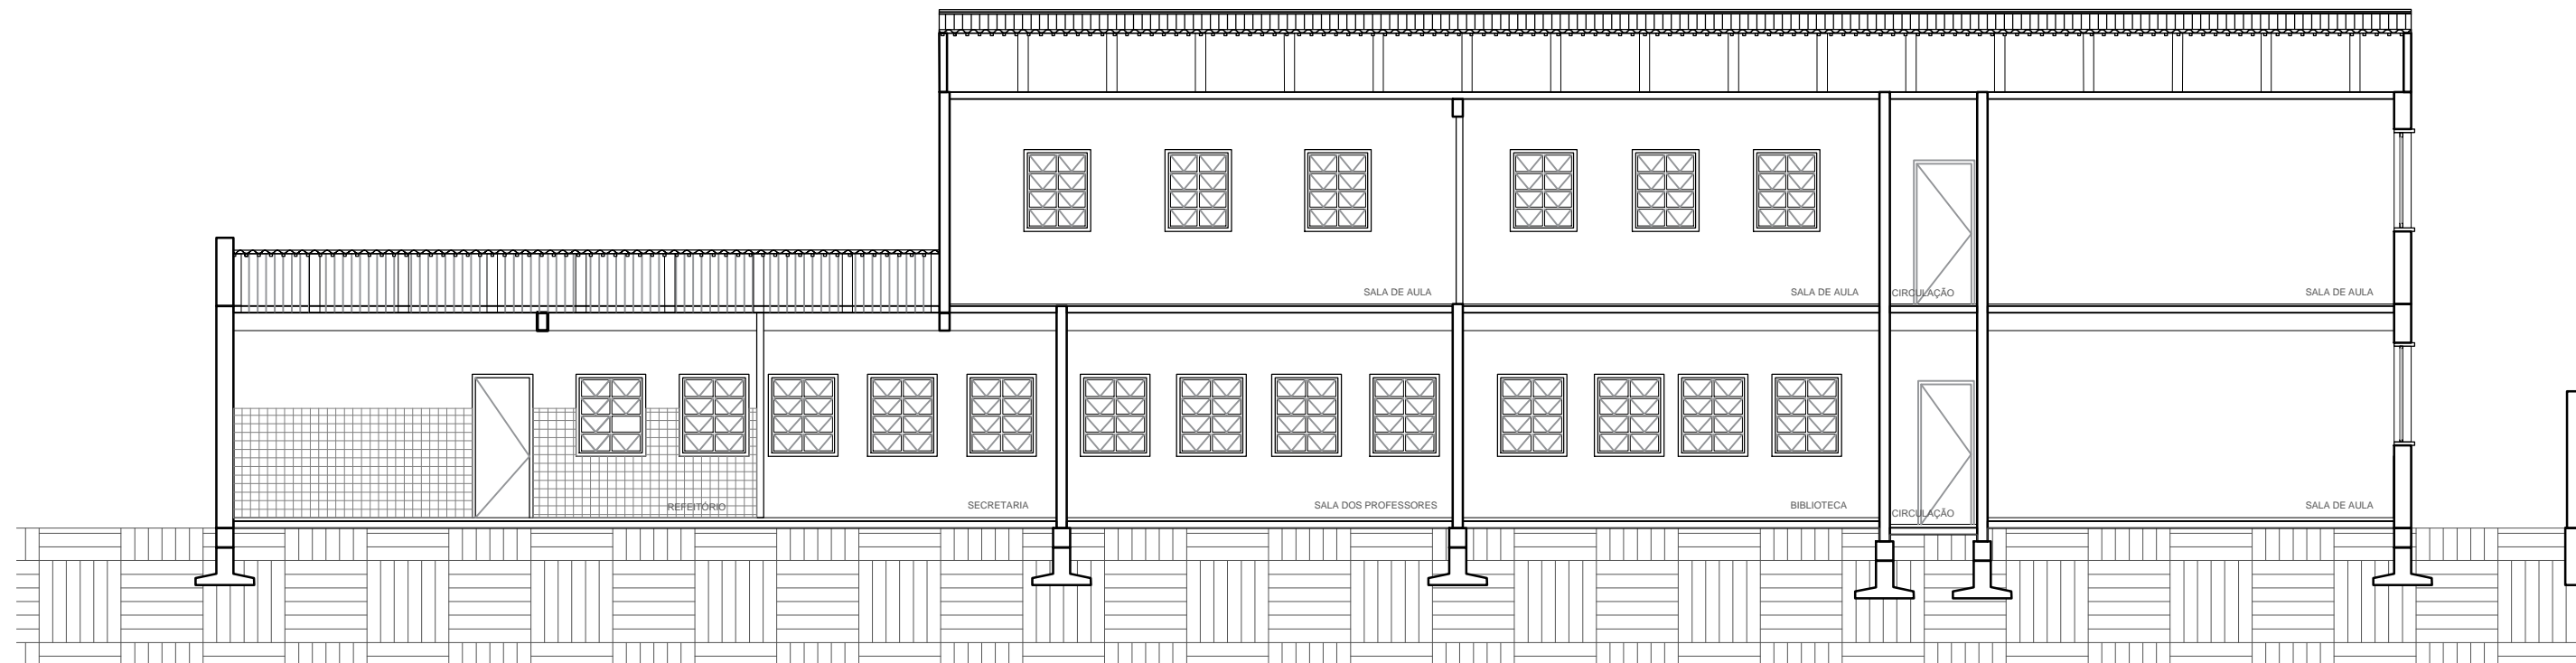 SALA DE AULA
SALA DE AULA
CIRCULAÇÃO
SALA DE AULA
REFEITÓRIO
SECRETARIA
SALA DOS PROFESSORES
BIBLIOTECA
CIRCULAÇÃO
SALA DE AULA